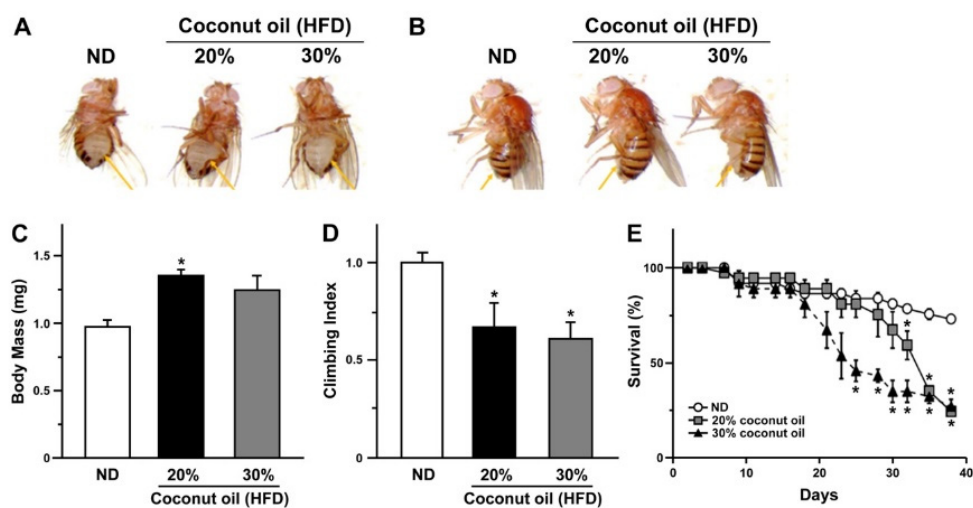 A
Coconut oil (HFD)
ND
20%
30%
B
Coconut oil (HFD)
ND
20%
30%
C
Body Mass (mg)
1.5
1.0
0.5
0
*
ND
20%
30%
Coconut oil (HFD)
D
Climbing Index
1.0
0.5
0
*
*
ND
20%
30%
Coconut oil (HFD)
E
Survival (%)
100
50
0
ND
20% coconut oil
30% coconut oil
* * * * * * * * *
0 10 20 30 40
Days